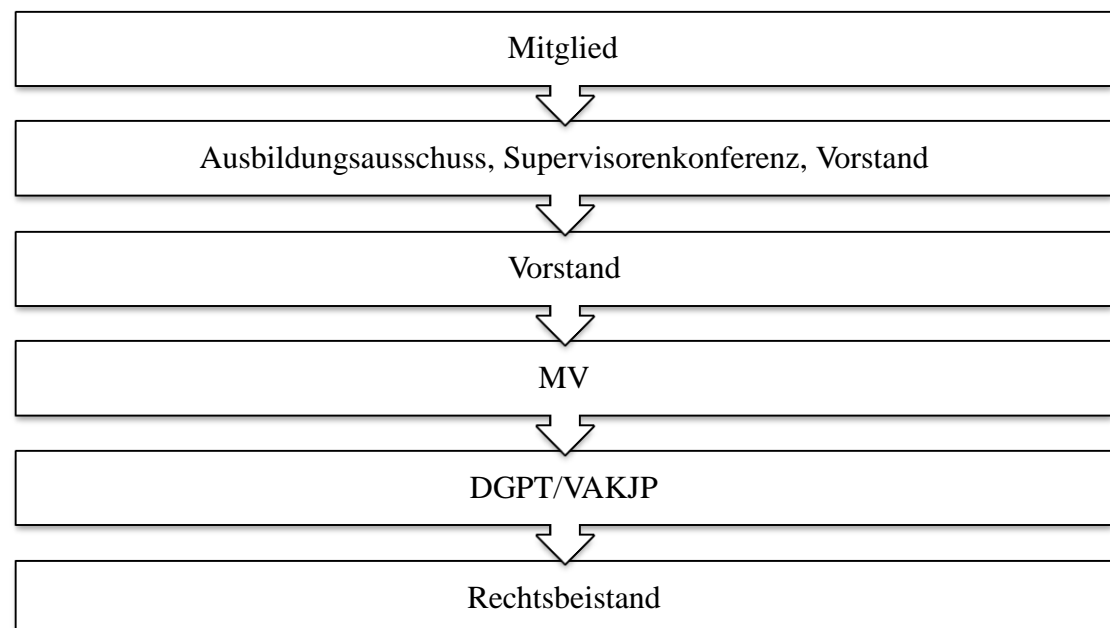 Mitglied
Ausbildungsausschuss, Supervisorenkonferenz, Vorstand
Vorstand
MV
DGPT/VAKJP
Rechtsbeistand